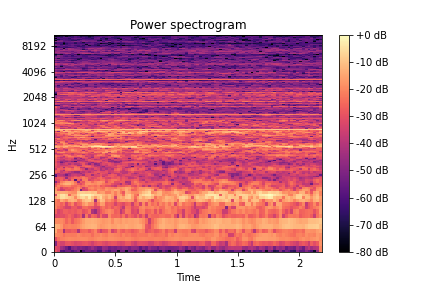 Power spectrogram
8192
4096
2048
1024
512
256
128
64
0
Hz
0
0.5
1
1.5
2
Time
+0 dB
-10 dB
-20 dB
-30 dB
-40 dB
-50 dB
-60 dB
-70 dB
-80 dB